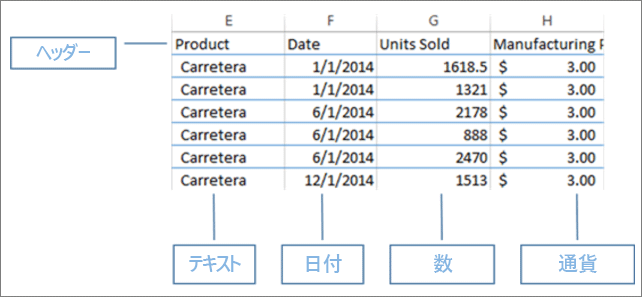 E F G H
ヘッダー
Product Date Units Sold Manufacturing P
Carretera 1/1/2014 1618.5 $ 3.00
Carretera 1/1/2014 1321 $ 3.00
Carretera 6/1/2014 2178 $ 3.00
Carretera 6/1/2014 888 $ 3.00
Carretera 6/1/2014 2470 $ 3.00
Carretera 12/1/2014 1513 $ 3.00
テキスト 日付 数 通貨